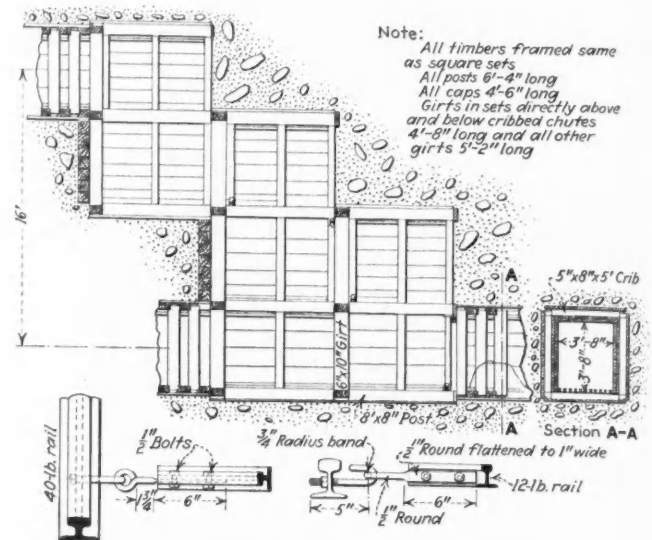 Note:
All timbers framed same
as square sets
All posts 6'-4" long
All caps 4'-6" long
Girts in sets directly above
and below cribbed chutes
4'-8" long and all other
girts 5'-2" long
16'
A
5"x8"x5' Crib
3'-8"
3'-8"
6"x10" Girt
8"x8" Post
A
Section A-A
1/2" Bolts
3/4" Radius band
1/2" Round flattened to 1" wide
40-lb. rail
12-lb. rail
1 3/4"
6"
5"
1/2" Round
6"